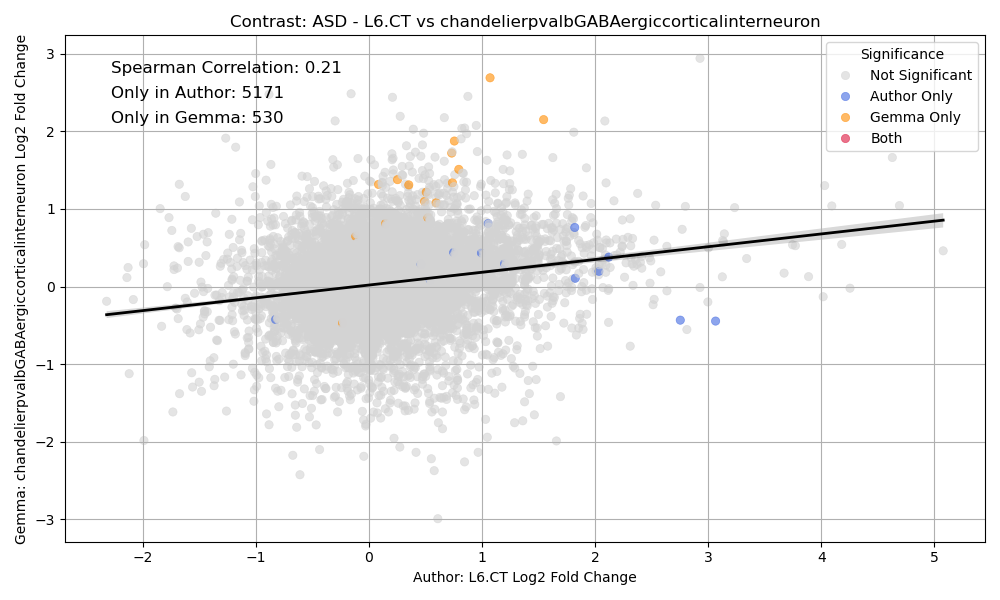 Contrast: ASD - L6.CT vs chandelierpvalbGABAergiccorticalinterneuron
Spearman Correlation: 0.21
Only in Author: 5171
Only in Gemma: 530
Significance
Not Significant
Author Only
Gemma Only
Both
Gemma: chandelierpvalbGABAergiccorticalinterneuron Log2 Fold Change
3
2
1
0
−1
−2
−3
−2
−1
0
1
2
3
4
5
Author: L6.CT Log2 Fold Change